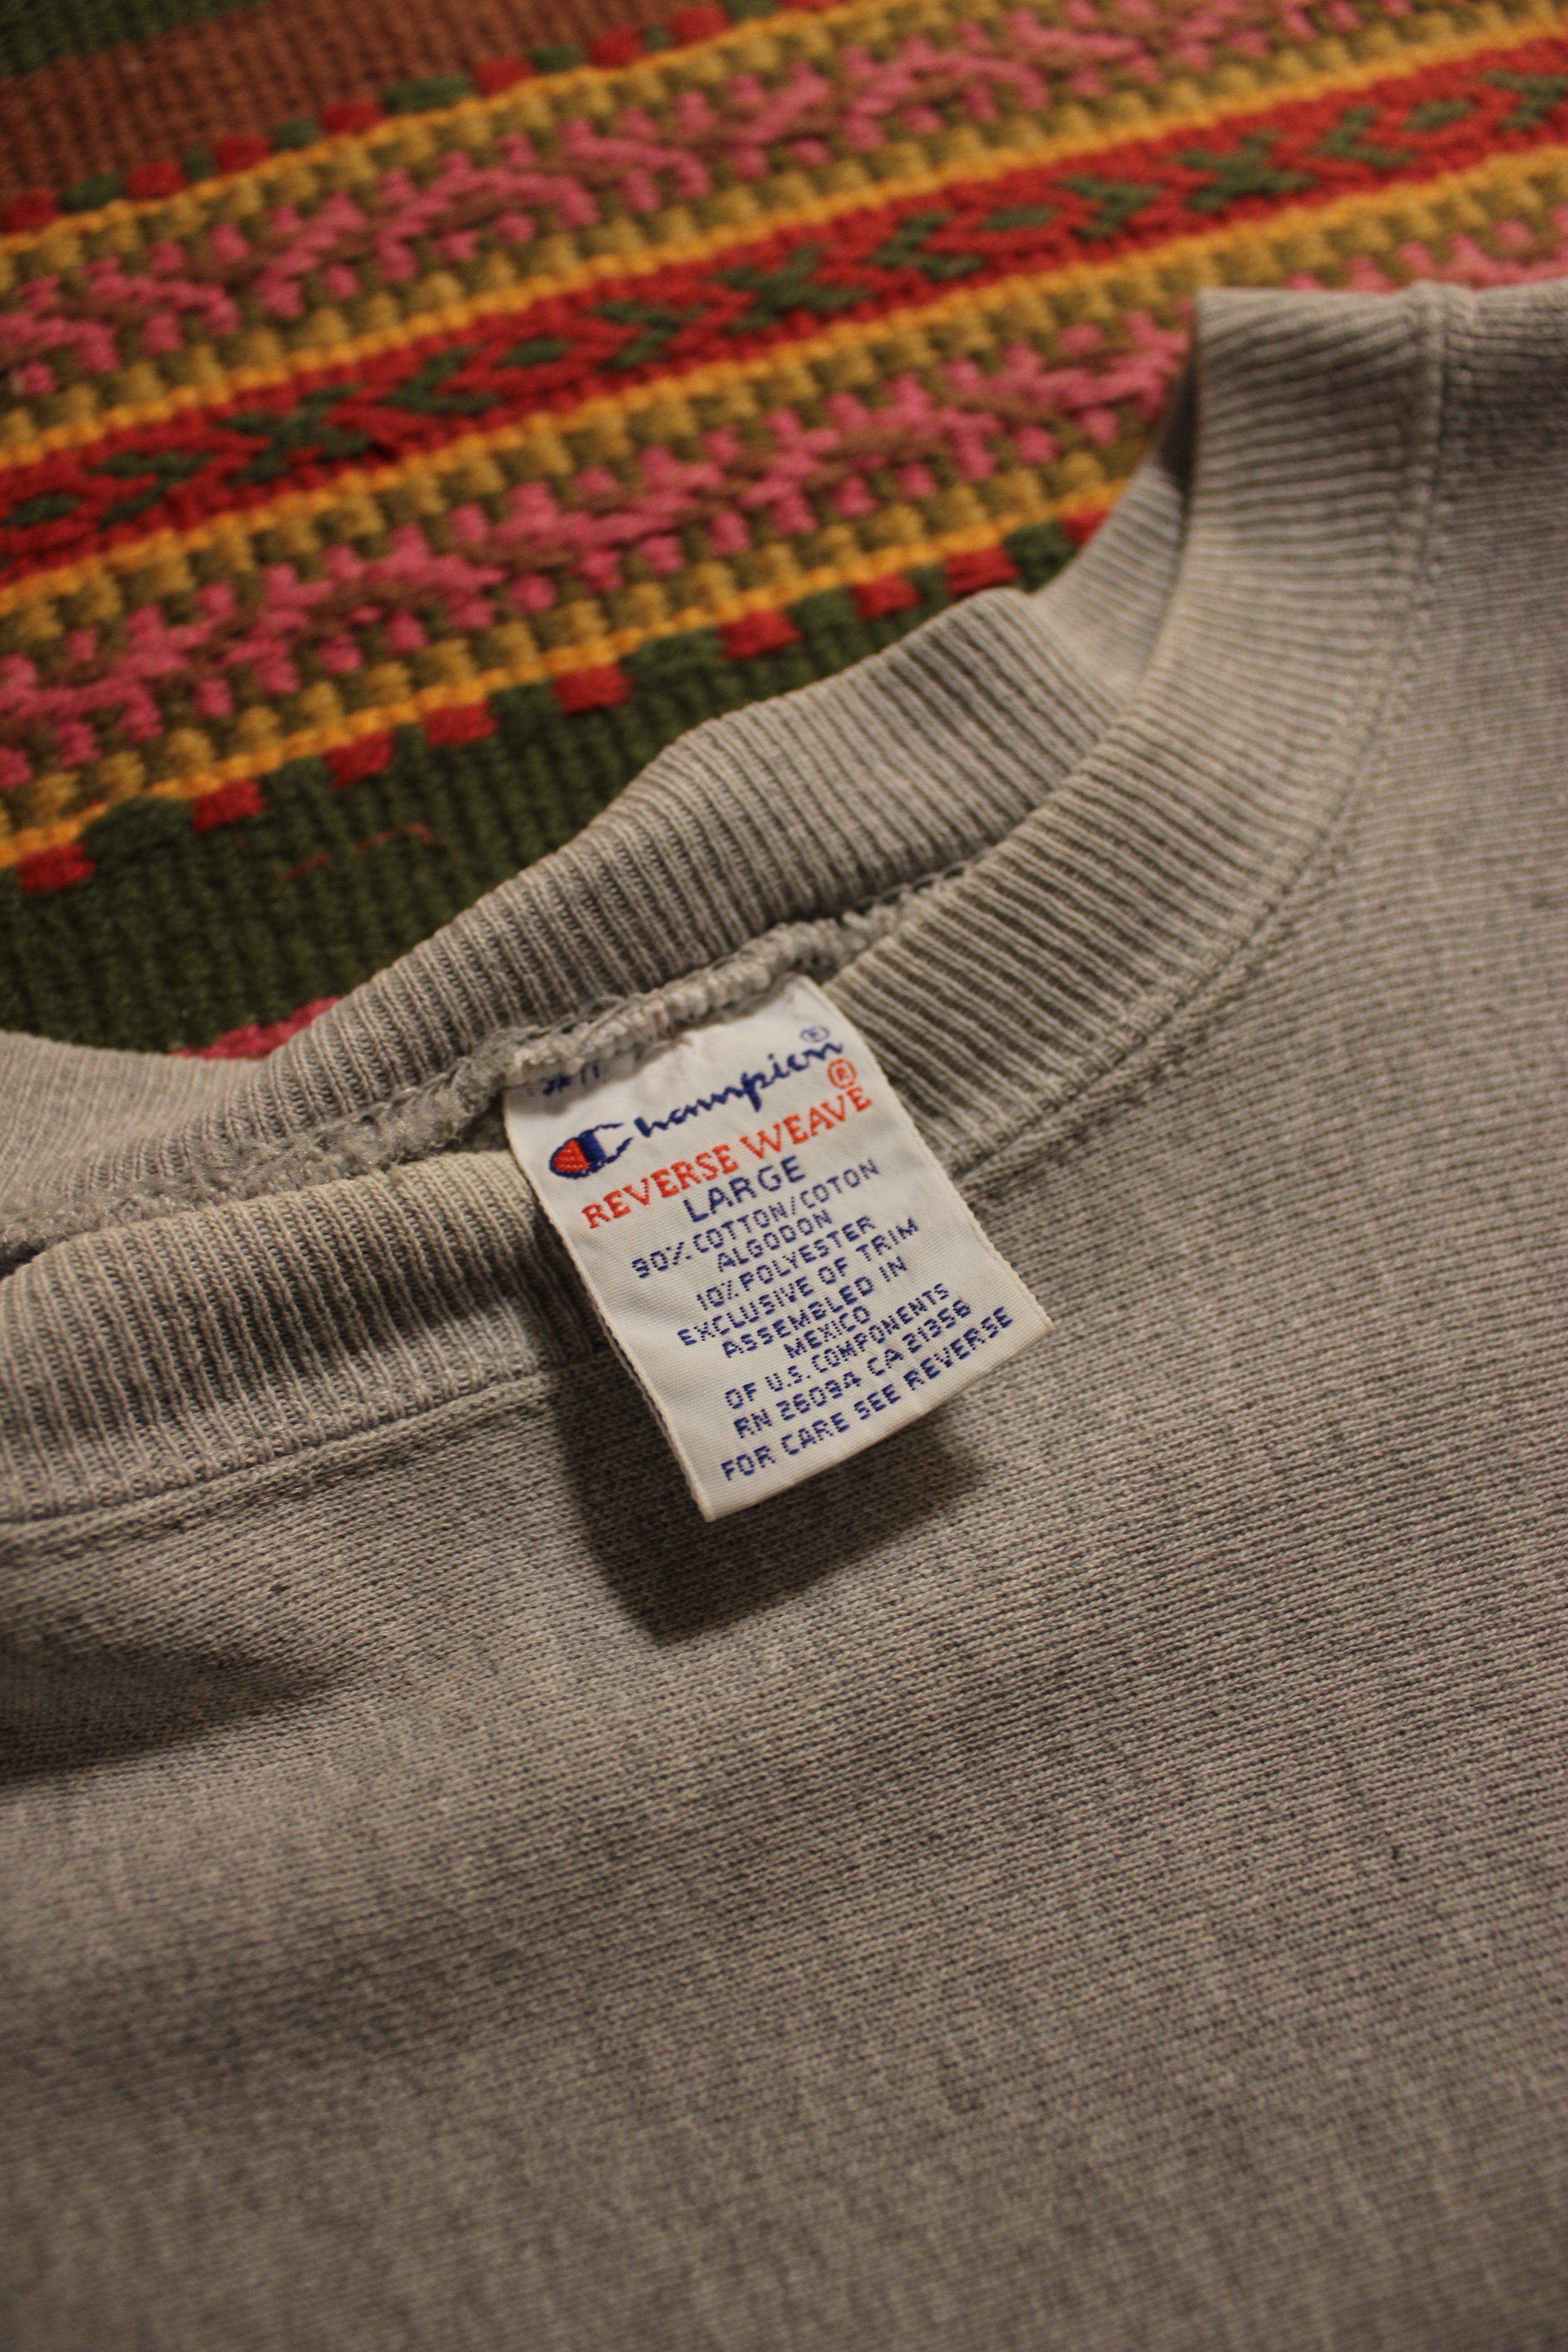 Champion®
REVERSE WEAVE®
LARGE
90% COTTON/COTON
ALGODON
10% POLYESTER
EXCLUSIVE OF TRIM
ASSEMBLED IN
MEXICO
OF U.S. COMPONENTS
RN 26094 CA 21356
FOR CARE SEE REVERSE